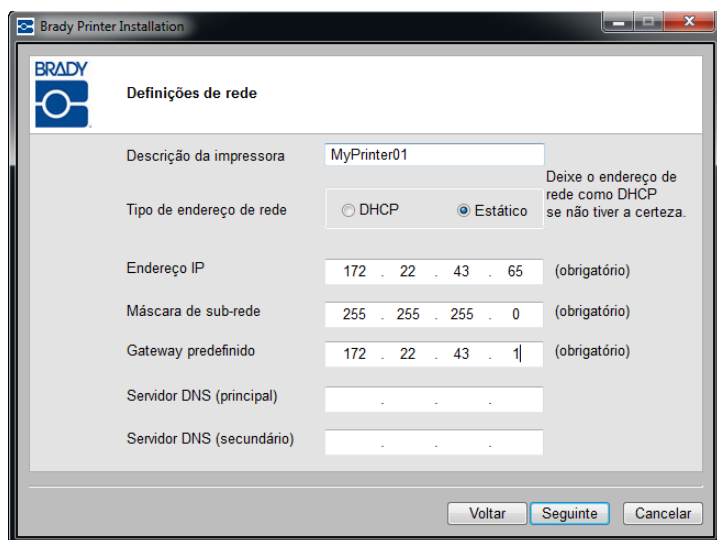 Brady Printer Installation
BRADY
Definições de rede
Descrição da impressora MyPrinter01
Deixe o endereço de
rede como DHCP
se não tiver a certeza.
Tipo de endereço de rede DHCP Estático
Endereço IP 172 . 22 . 43 . 65 (obrigatório)
Máscara de sub-rede 255 . 255 . 255 . 0 (obrigatório)
Gateway predefinido 172 . 22 . 43 . 1 (obrigatório)
Servidor DNS (principal) . . .
Servidor DNS (secundário) . . .
Voltar Seguinte Cancelar